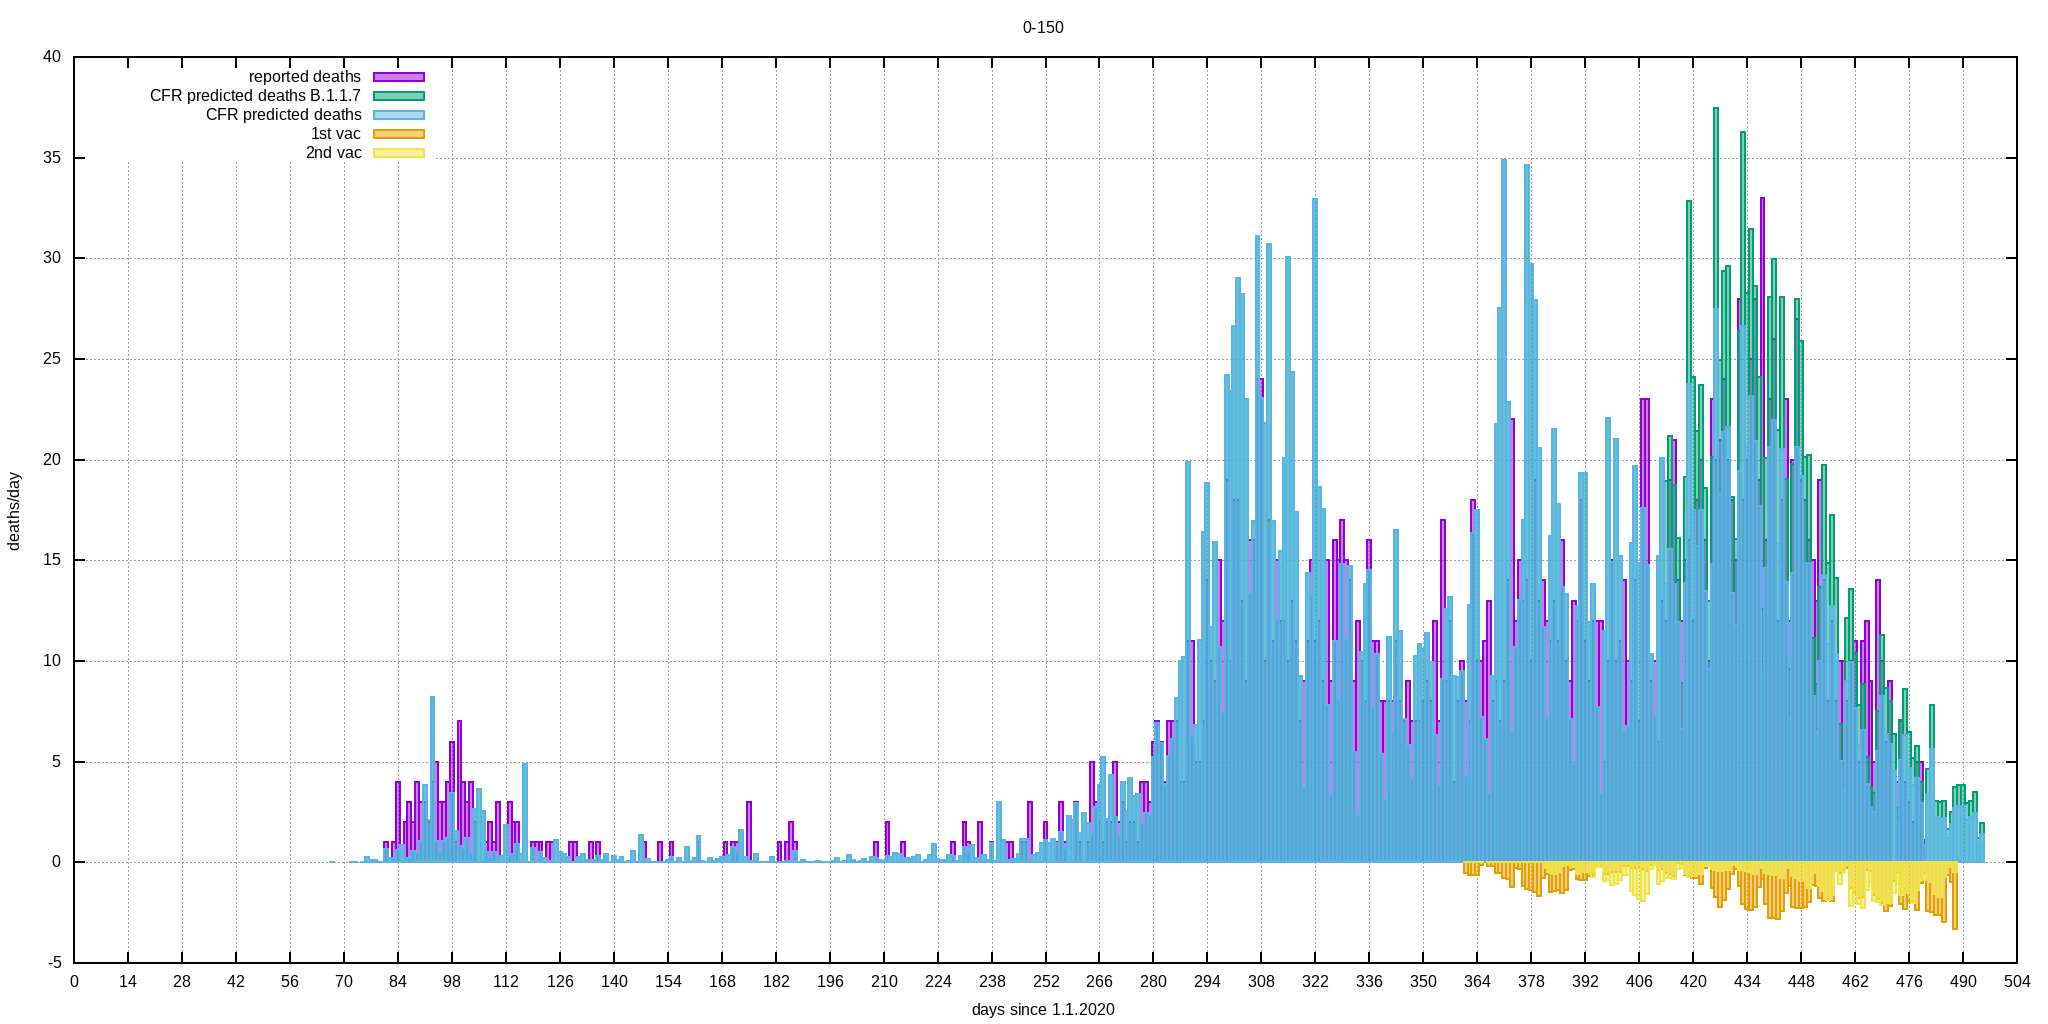 0-150
reported deaths
CFR predicted deaths B.1.1.7
CFR predicted deaths
1st vac
2nd vac
40
35
30
25
20
15
10
5
0
-5
deaths/day
0 14 28 42 56 70 84 98 112 126 140 154 168 182 196 210 224 238 252 266 280 294 308 322 336 350 364 378 392 406 420 434 448 462 476 490 504
days since 1.1.2020